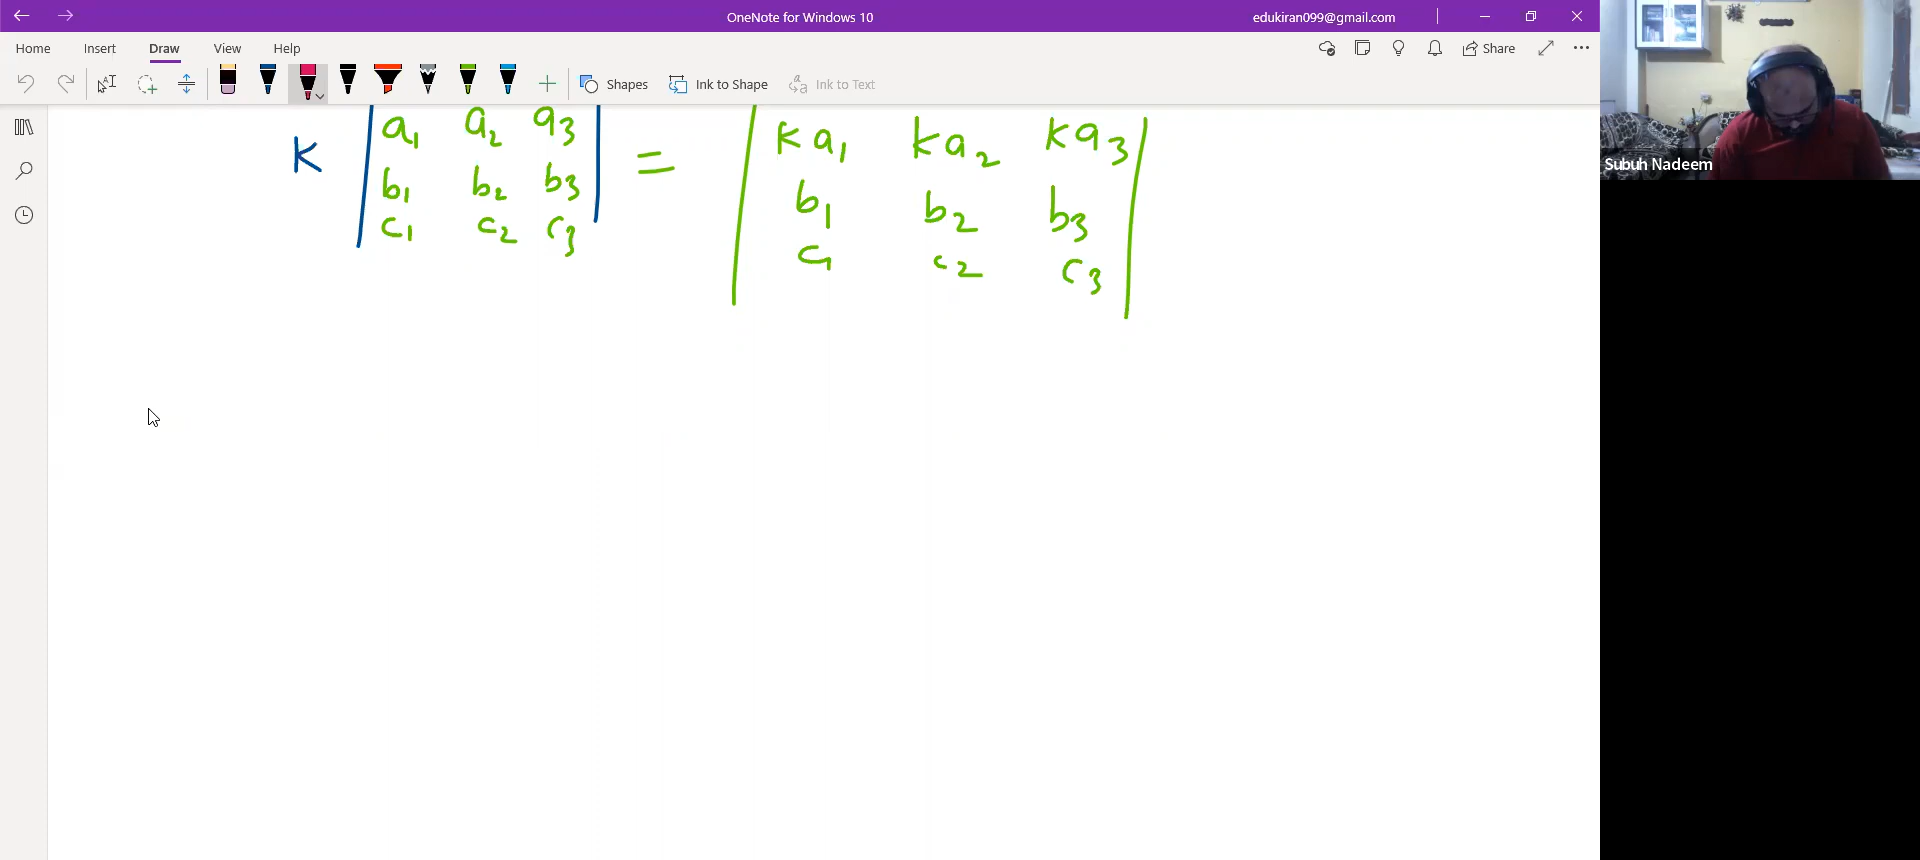 OneNote for Windows 10
edukiran099@gmail.com
Home Insert Draw View Help
Share
Shapes Ink to Shape Ink to Text
K | a1 a2 a3 | = | Ka1 ka2 Ka3 |
b1 b2 b3 b1 b2 b3
c1 c2 c3 c1 c2 c3
Subuh Nadeem